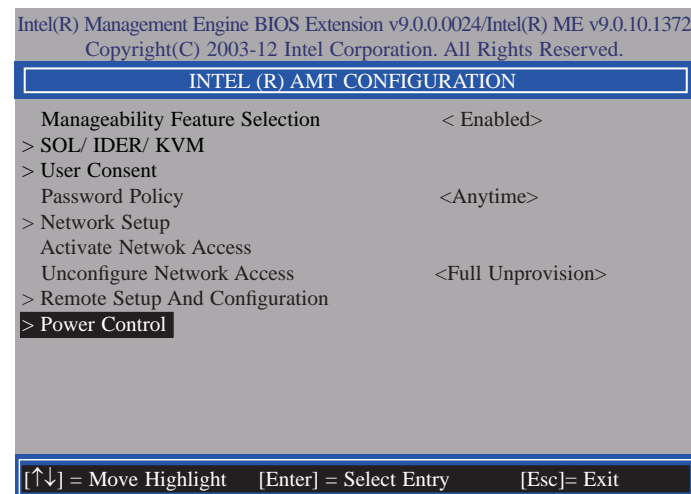 Intel(R) Management Engine BIOS Extension v9.0.0.0024/Intel(R) ME v9.0.10.1372
Copyright(C) 2003-12 Intel Corporation. All Rights Reserved.
INTEL (R) AMT CONFIGURATION
Manageability Feature Selection < Enabled>
> SOL/ IDER/ KVM
> User Consent
Password Policy <Anytime>
> Network Setup
Activate Netwok Access
Unconfigure Network Access <Full Unprovision>
> Remote Setup And Configuration
> Power Control
[↑↓] = Move Highlight [Enter] = Select Entry [Esc]= Exit